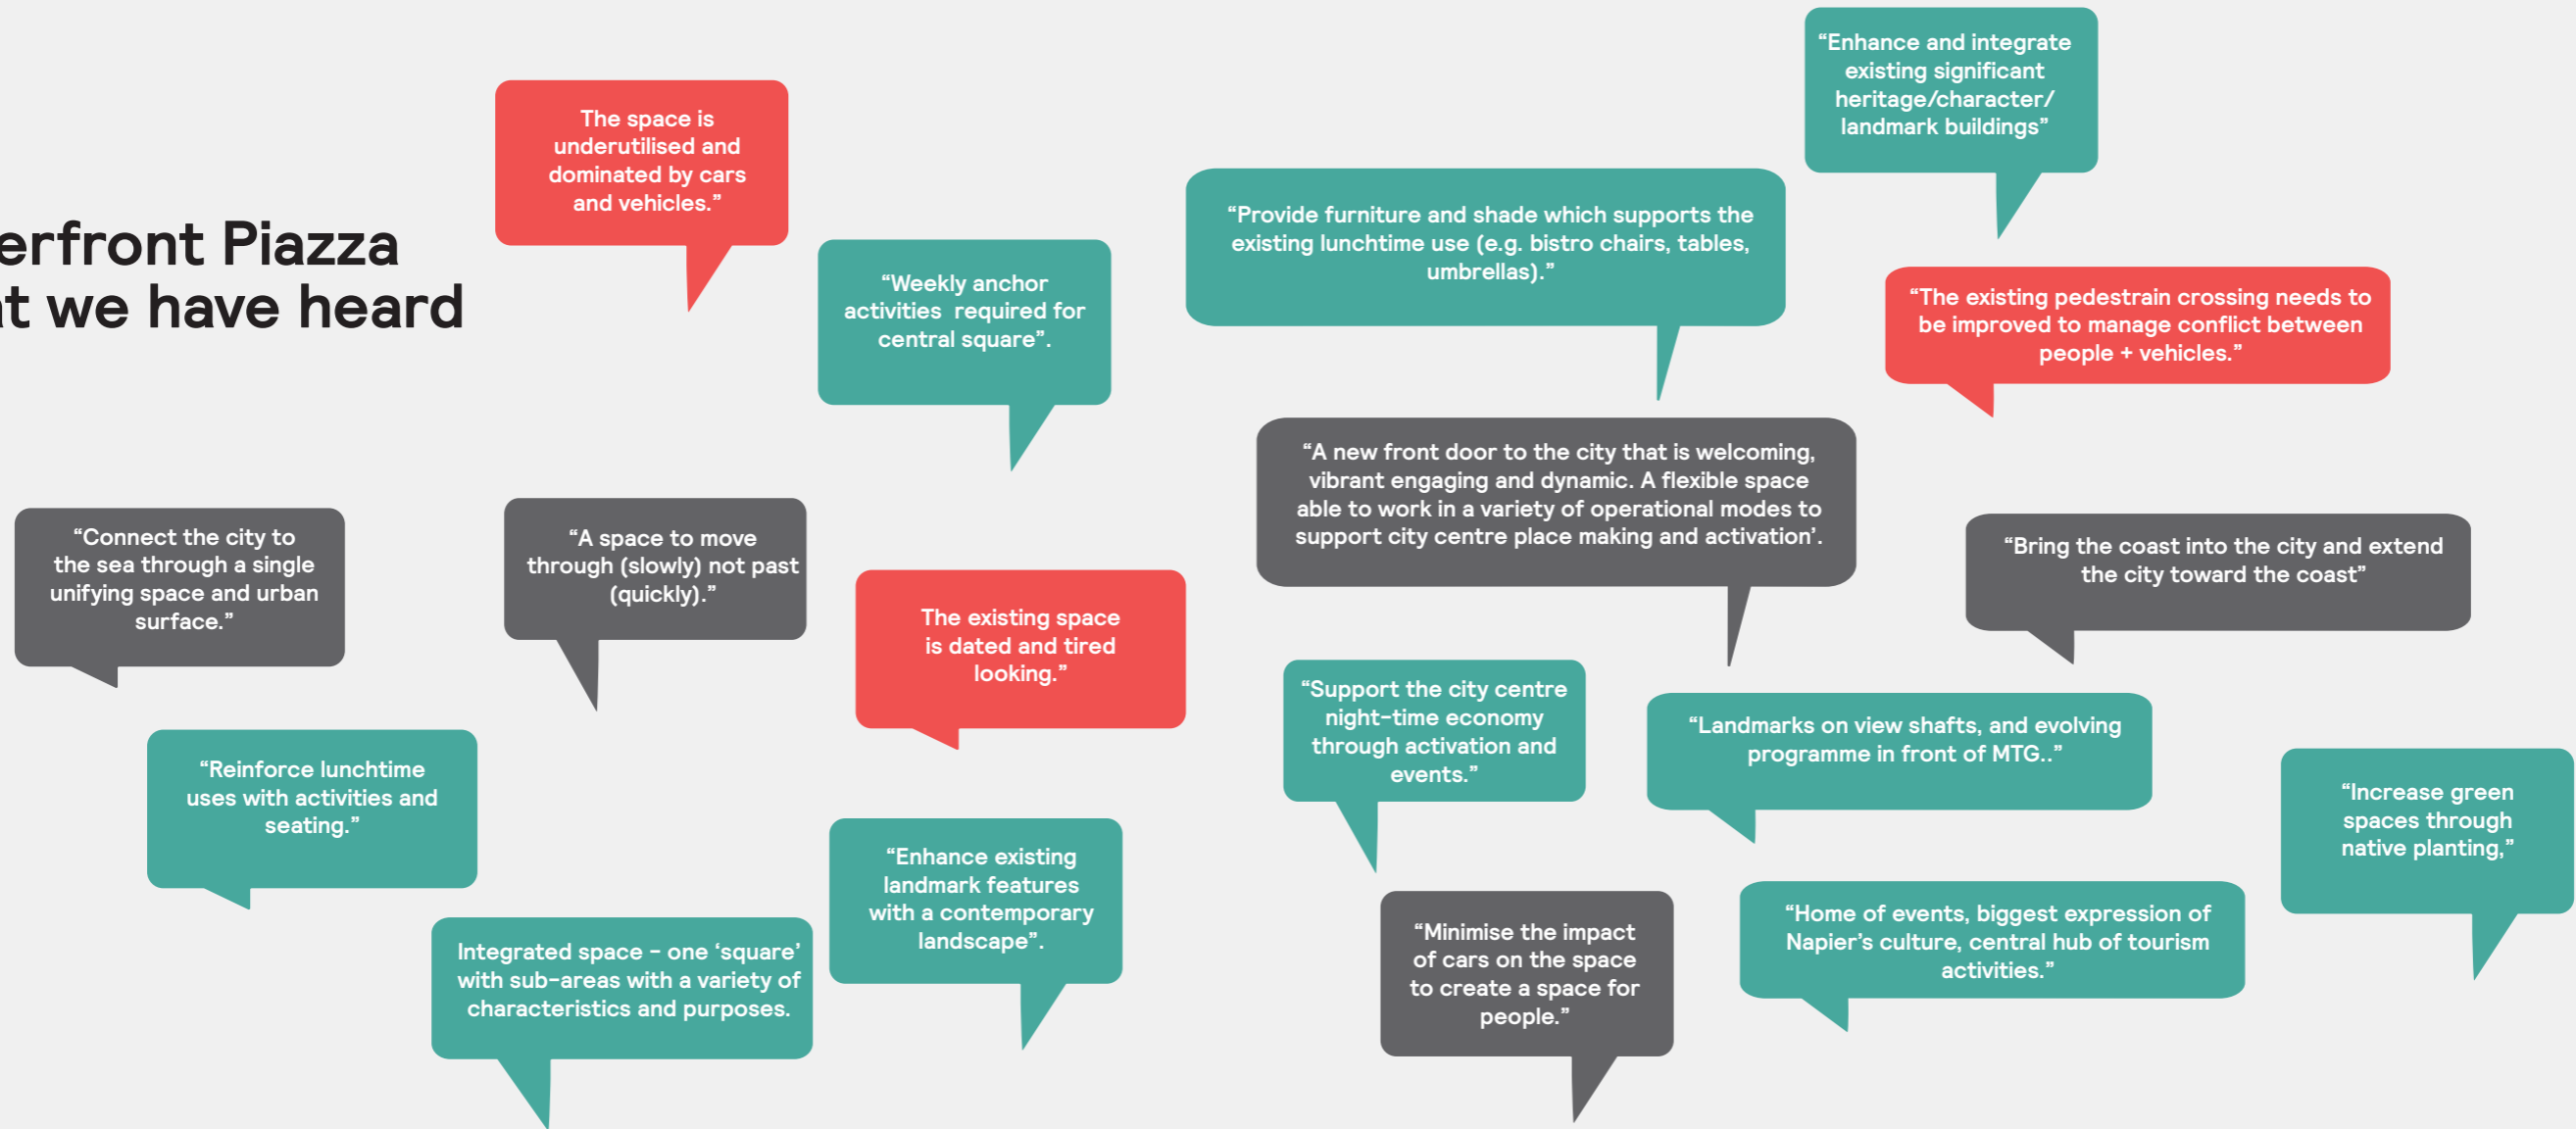 erfront Piazza
at we have heard
The space is
underutilised and
dominated by cars
and vehicles.”
“Weekly anchor
activities  required for
central square”.
“Provide furniture and shade which supports the
existing lunchtime use (e.g. bistro chairs, tables,
umbrellas).”
“Enhance and integrate
existing significant
heritage/character/
landmark buildings”
“The existing pedestrain crossing needs to
be improved to manage conflict between
people + vehicles.”
“Connect the city to
the sea through a single
unifying space and urban
surface.”
“A space to move
through (slowly) not past
(quickly).”
The existing space
is dated and tired
looking.”
“A new front door to the city that is welcoming,
vibrant engaging and dynamic. A flexible space
able to work in a variety of operational modes to
support city centre place making and activation’.
“Bring the coast into the city and extend
the city toward the coast”
“Reinforce lunchtime
uses with activities and
seating.”
Integrated space - one ‘square’
with sub-areas with a variety of
characteristics and purposes.
“Enhance existing
landmark features
with a contemporary
landscape”.
“Support the city centre
night-time economy
through activation and
events.”
“Landmarks on view shafts, and evolving
programme in front of MTG..”
“Minimise the impact
of cars on the space
to create a space for
people.”
“Home of events, biggest expression of
Napier’s culture, central hub of tourism
activities.”
“Increase green
spaces through
native planting,”